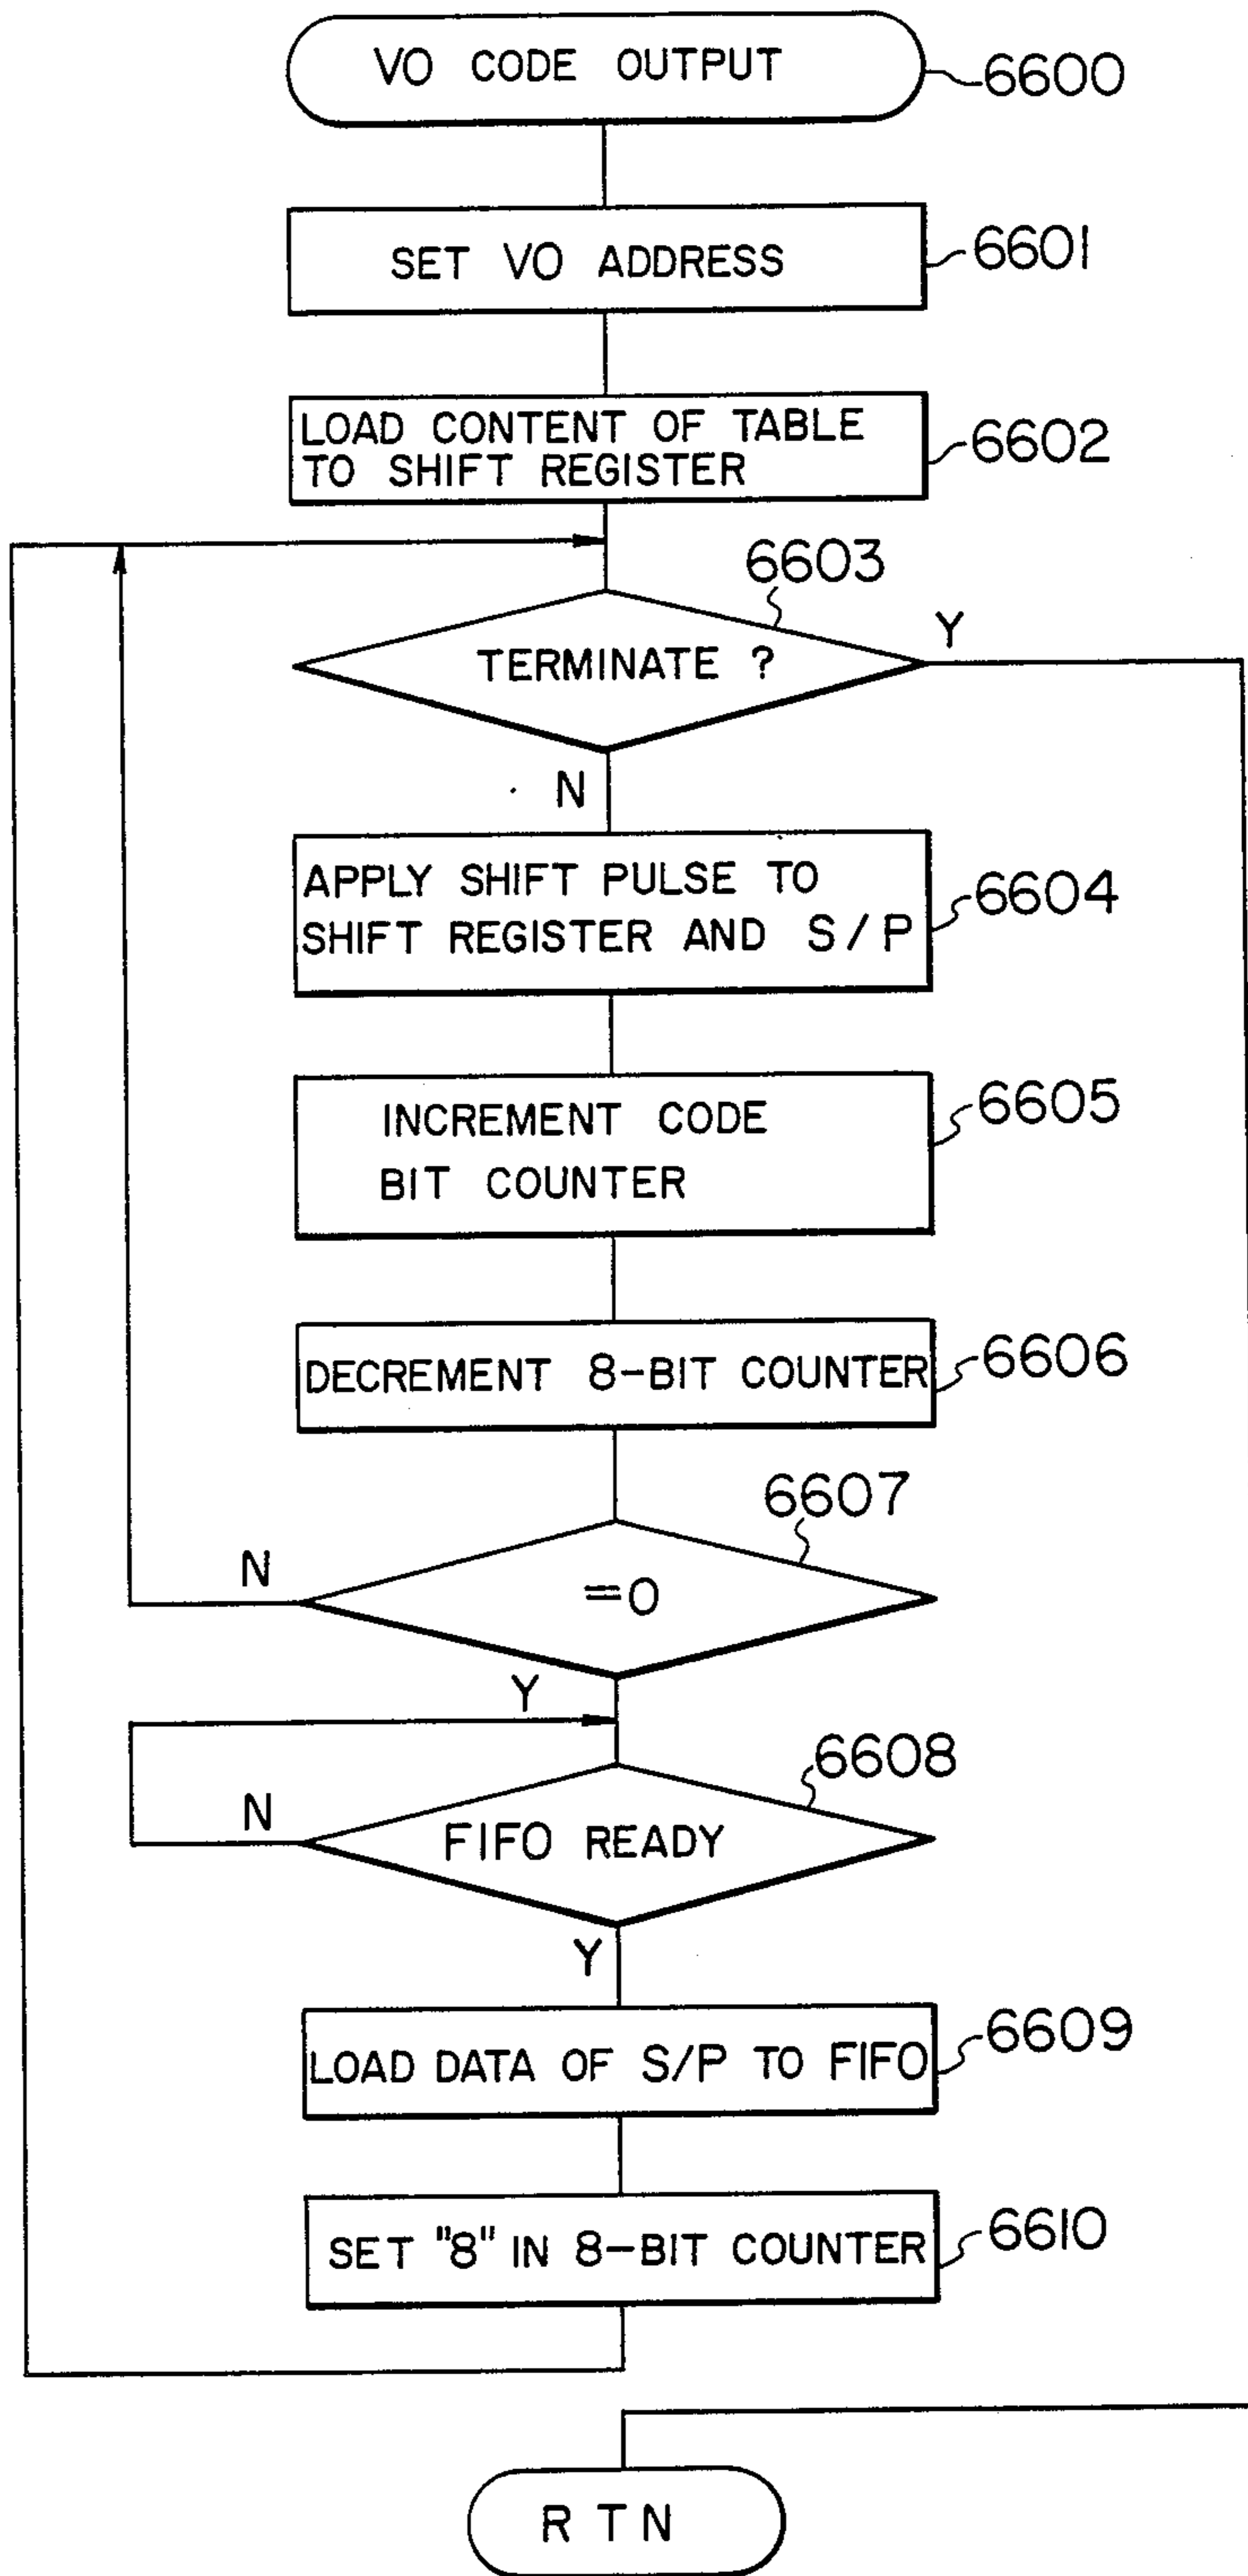 VO CODE OUTPUT
6600
SET VO ADDRESS
6601
LOAD CONTENT OF TABLE
TO SHIFT REGISTER
6602
6603
TERMINATE ?
Y
N
APPLY SHIFT PULSE TO
SHIFT REGISTER AND S/P
6604
INCREMENT CODE
BIT COUNTER
6605
DECREMENT 8-BIT COUNTER
6606
6607
=0
N
Y
6608
FIFO READY
N
Y
LOAD DATA OF S/P TO FIFO
6609
SET "8" IN 8-BIT COUNTER
6610
RTN